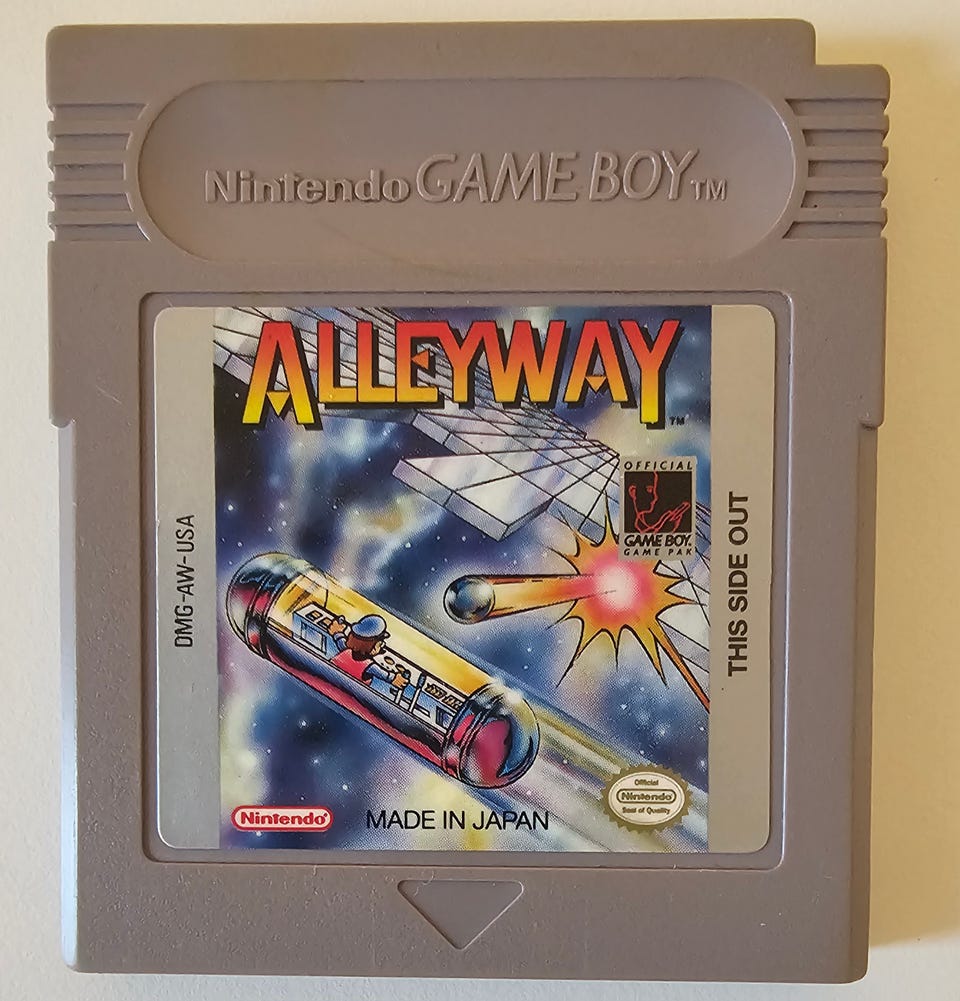 Nintendo GAME BOY TM
ALLEYWAY TM
OFFICIAL
GAME BOY.
GAME PAK
DMG-AW-USA
THIS SIDE OUT
Official
Nintendo
Seal of Quality
Nintendo®
MADE IN JAPAN